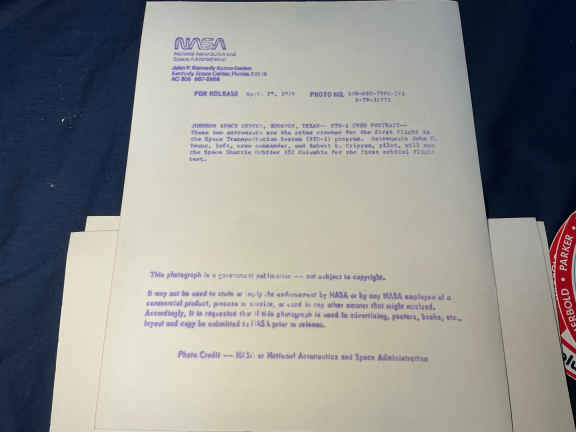 NASA
National Aeronautics and
Space Administration
John F. Kennedy Space Center
Kennedy Space Center, Florida 32899
AC 305 867-2468
FOR RELEASE 1979 PHOTO NO.
JOHNSON SPACE CENTER, HOUSTON, TEXAS-- STS-1 CREW PORTRAIT--
These two astronauts are the prime crewmen for the first flight in
the Space Transportation System (STS-1) program. Astronauts John W.
Young, left, crew commander, and Robert L. Crippen, pilot, will man
the Space Shuttle Orbiter 102 Columbia for the first orbital flight
test.
This photograph is a government publication -- not subject to copyright.
It may not be used to state or imply the endorsement by NASA or by any NASA employee of a
commercial product, process or service, or used in any other manner that might mislead.
Accordingly, it is requested that if this photograph is used in advertising, posters, books, etc.,
layout and copy be submitted to NASA prior to release.
Photo Credit -- NASA or National Aeronautics and Space Administration
ERBOLD • PARKER •